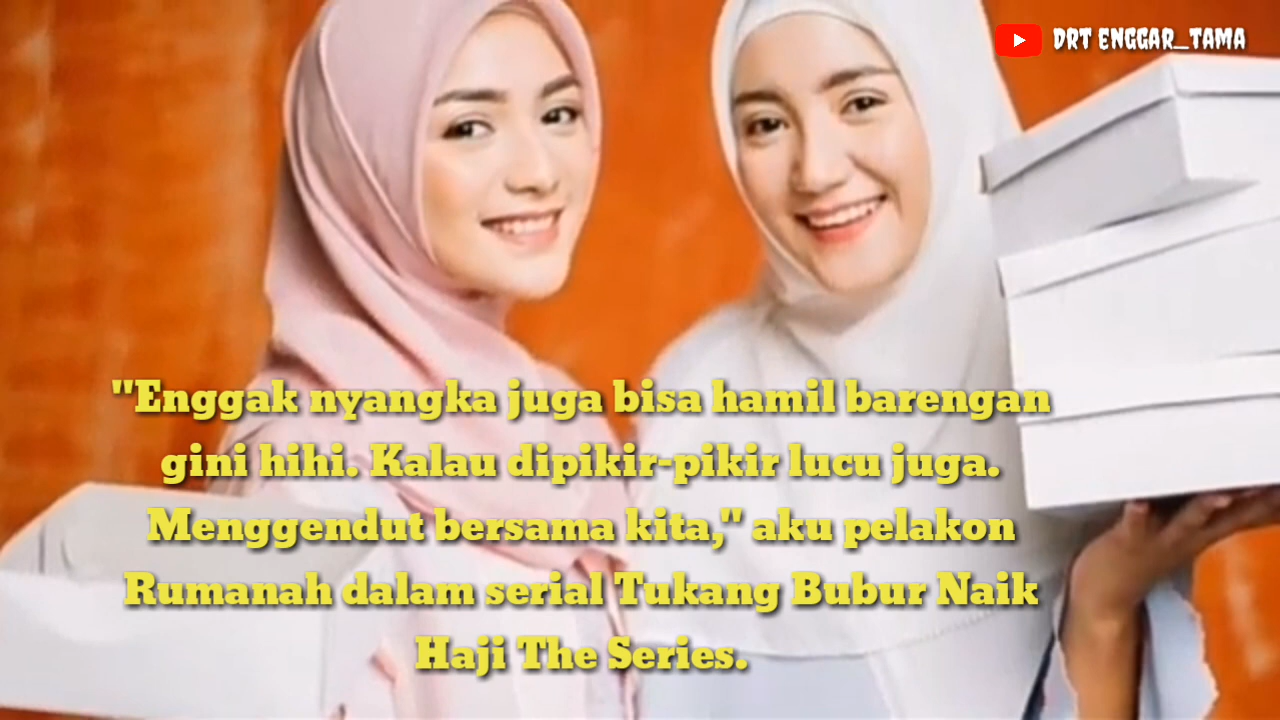 DRT ENGGAR_TAMA
"Enggak nyangka juga bisa hamil barengan
gini hihi. Kalau dipikir-pikir lucu juga.
Menggendut bersama kita," aku pelakon
Rumanah dalam serial Tukang Bubur Naik
Haji The Series.